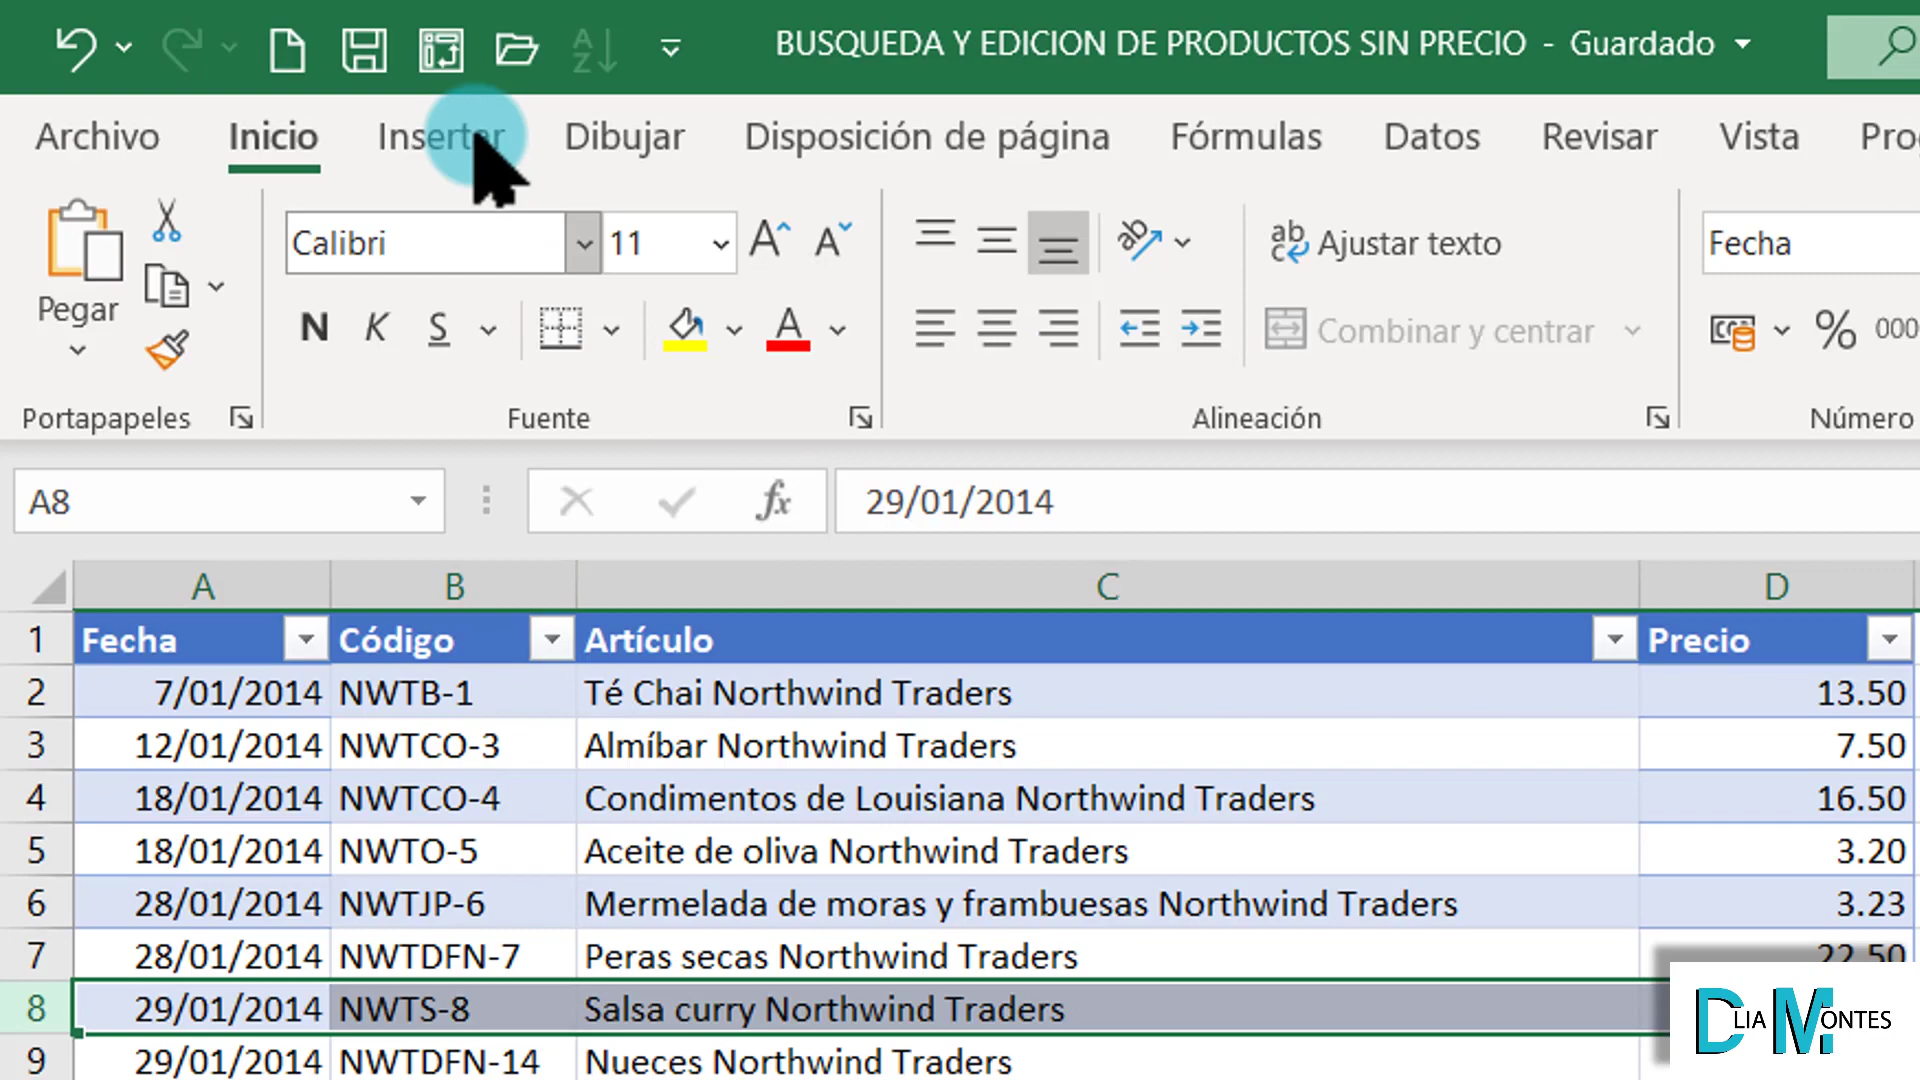 BUSQUEDA Y EDICION DE PRODUCTOS SIN PRECIO - Guardado
Archivo Inicio Insertar Dibujar Disposición de página Fórmulas Datos Revisar Vista Pro
Calibri 11 Ajustar texto Fecha
Pegar N K S Combinar y centrar % 000
Portapapeles Fuente Alineación Número
A8 fx 29/01/2014
A B C D
1 Fecha Código Artículo Precio
2 7/01/2014 NWTB-1 Té Chai Northwind Traders 13.50
3 12/01/2014 NWTCO-3 Almíbar Northwind Traders 7.50
4 18/01/2014 NWTCO-4 Condimentos de Louisiana Northwind Traders 16.50
5 18/01/2014 NWTO-5 Aceite de oliva Northwind Traders 3.20
6 28/01/2014 NWTJP-6 Mermelada de moras y frambuesas Northwind Traders 3.23
7 28/01/2014 NWTDFN-7 Peras secas Northwind Traders 22.50
8 29/01/2014 NWTS-8 Salsa curry Northwind Traders
9 29/01/2014 NWTDFN-14 Nueces Northwind Traders
DLIA MONTES